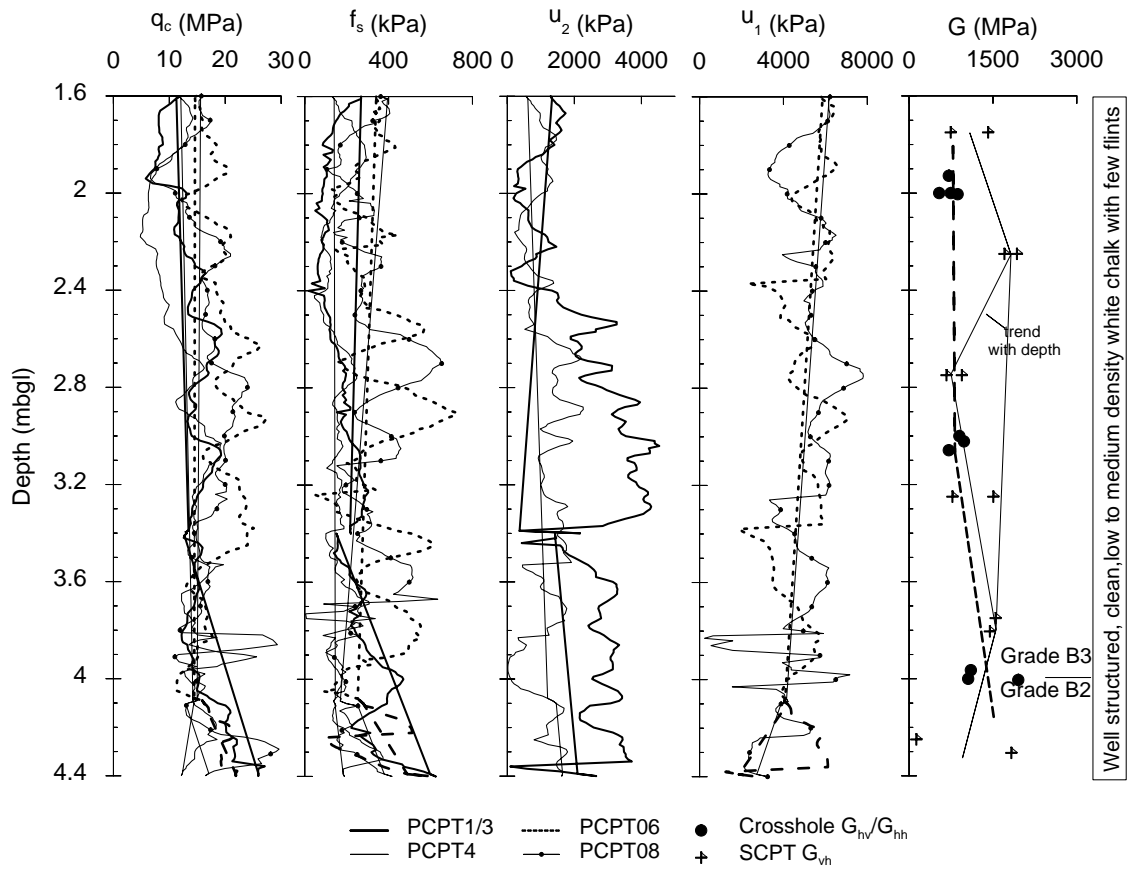 q_c (MPa) f_s (kPa) u_2 (kPa) u_1 (kPa) G (MPa)
0 10 20 30 0 400 800 0 2000 4000 0 4000 8000 0 1500 3000
1.6
2
2.4
2.8
3.2
3.6
4
4.4
Depth (mbgl)
trend
with depth
Grade B3
Grade B2
Well structured, clean,low to medium density white chalk with few flints
PCPT1/3 PCPT06 Crosshole G_hv/G_hh
PCPT4 PCPT08 SCPT G_vh